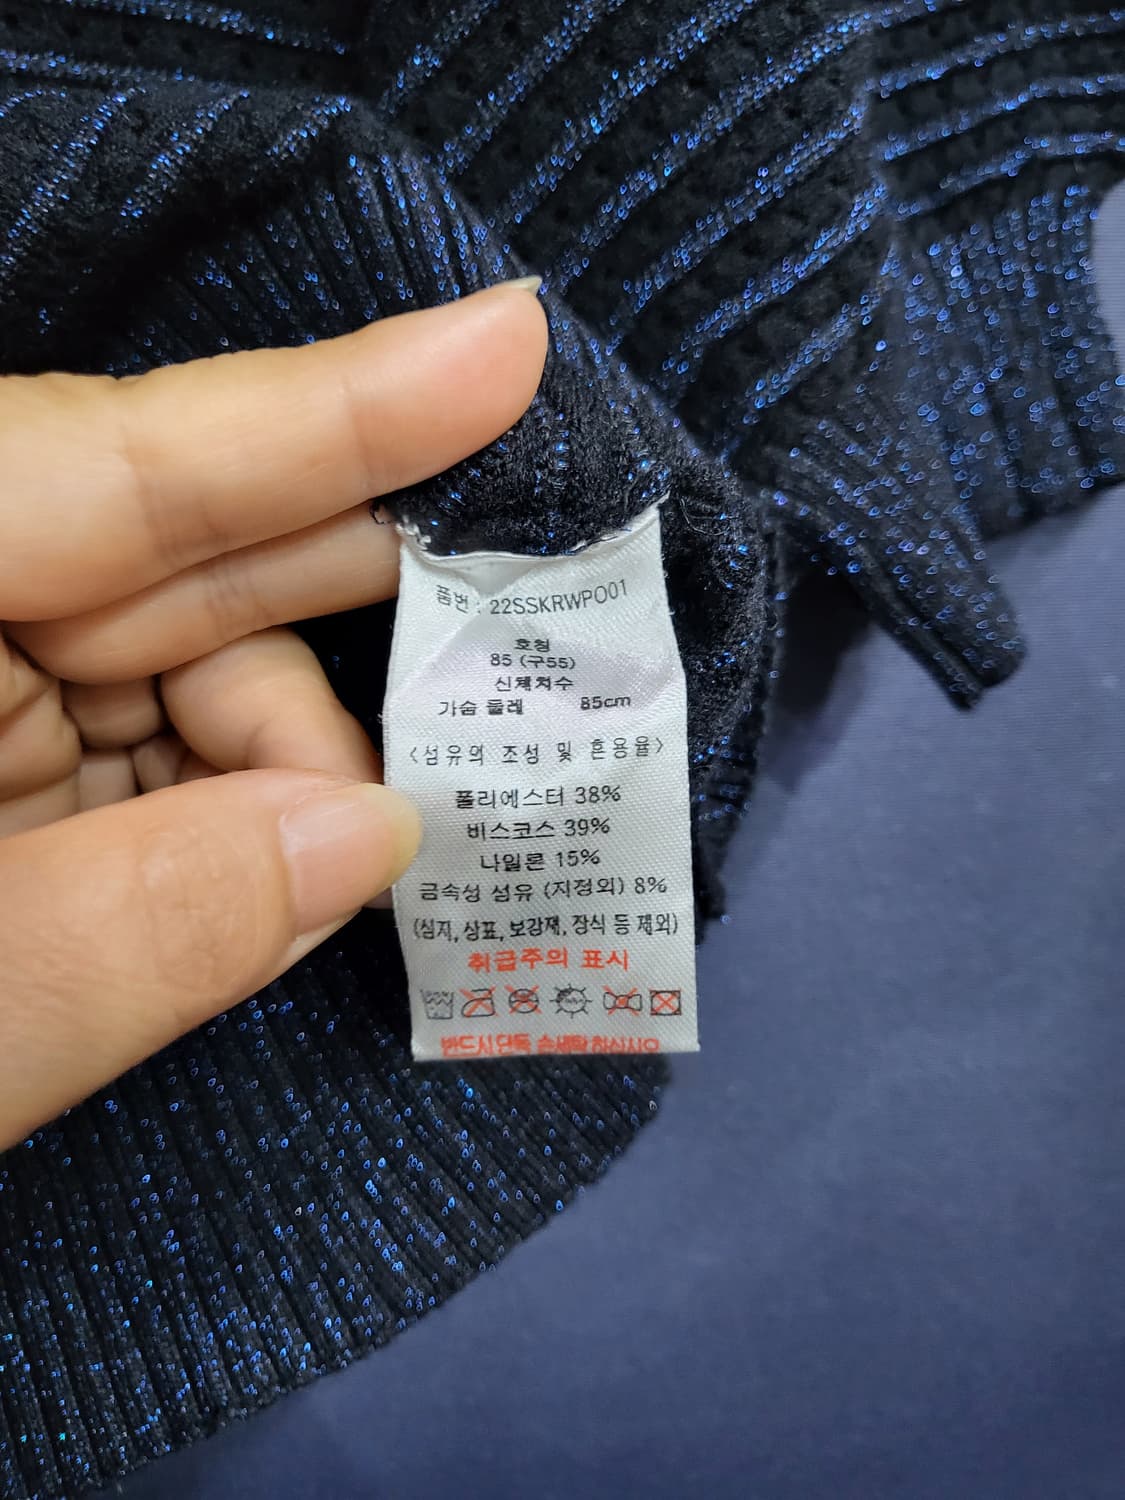 품번 : 22SSKRWPO01
호칭
85 (구55)
신체치수
가슴 둘레 85cm
<섬유의 조성 및 혼용율>
폴리에스터 38%
비스코스 39%
나일론 15%
금속성 섬유 (지정외) 8%
(심지, 상표, 보강재, 장식 등 제외)
취급주의 표시
반드시 단독 손세탁 하십시오